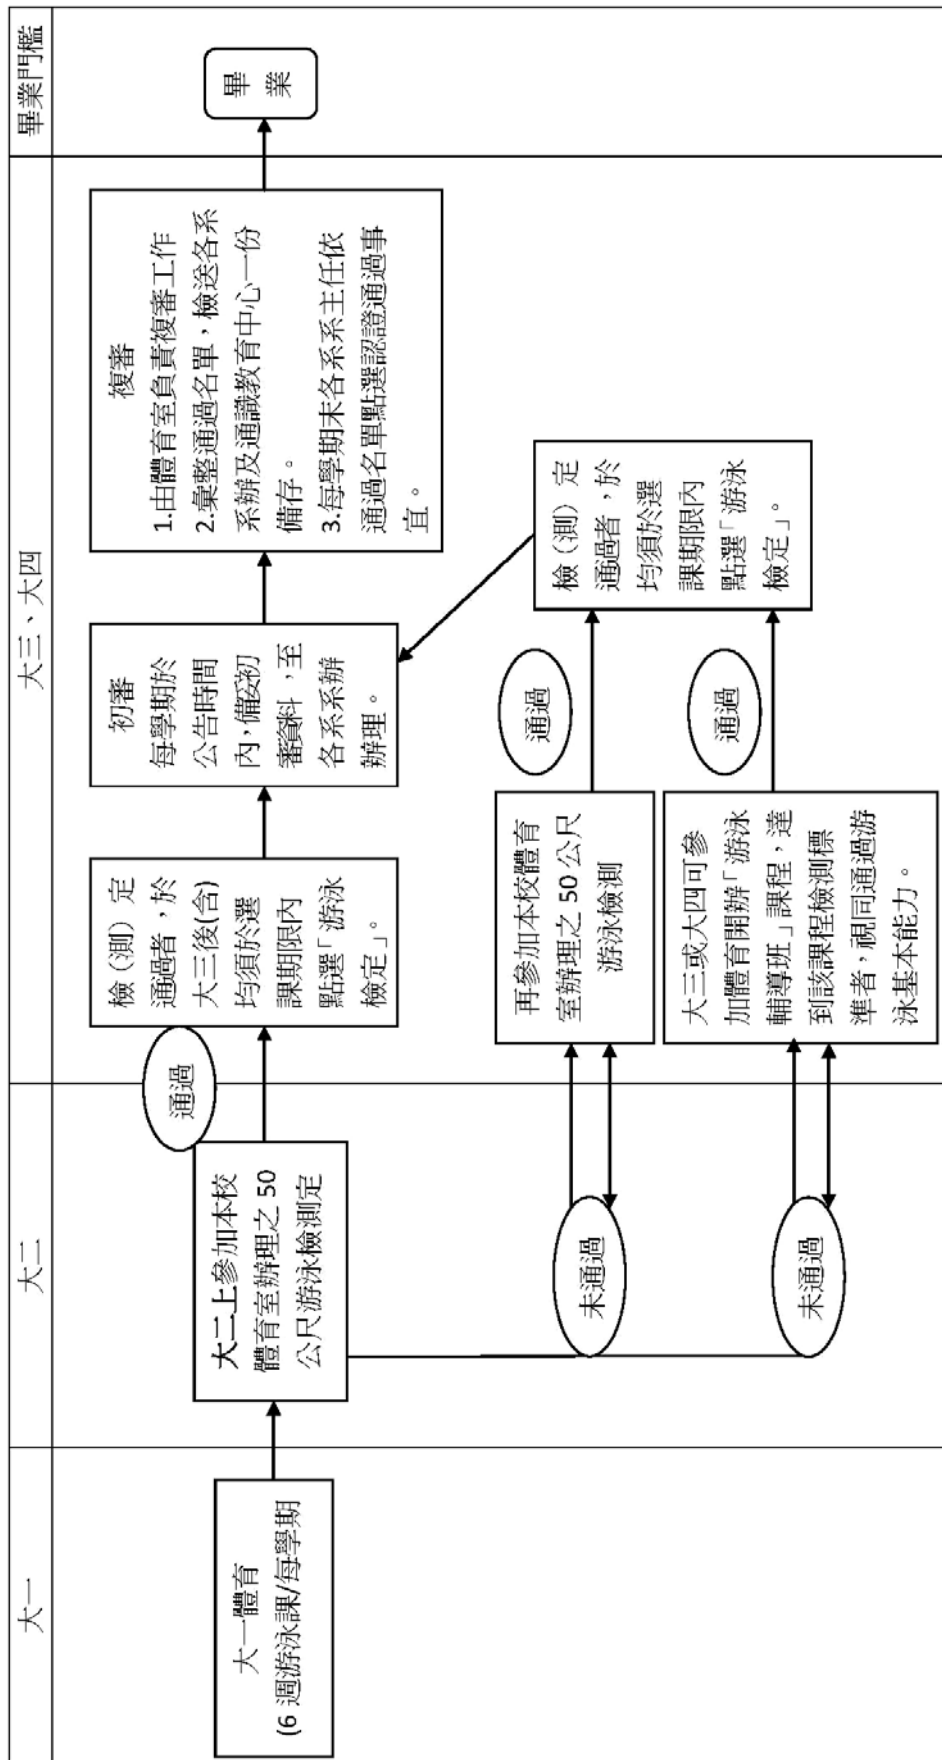 大一
大二
大三、大四
畢業門檻
大一體育
(6 週游泳課/每學期
大二上參加本校
體育室辦理之 50
公尺游泳檢測定
通過
檢（測）定
通過者，於
大三後(含)
均須於選
課期限內
點選「游泳
檢定」。
初審
每學期於
公告時間
內，備妥初
審資料，至
各系系辦
辦理。
複審
1.由體育室負責複審工作
2.彙整通過名單，檢送各系
系辦及通識教育中心一份
備存。
3.每學期末各系系主任依
通過名單點選認證通過事
宜。
畢
業
未通過
再參加本校體育
室辦理之 50 公尺
游泳檢測
通過
未通過
大三或大四可參
加體育開辦「游泳
輔導班」課程，達
到該課程檢測標
準者，視同通過游
泳基本能力。
通過
檢（測）定
通過者，於
均須於選
課期限內
點選「游泳
檢定」。